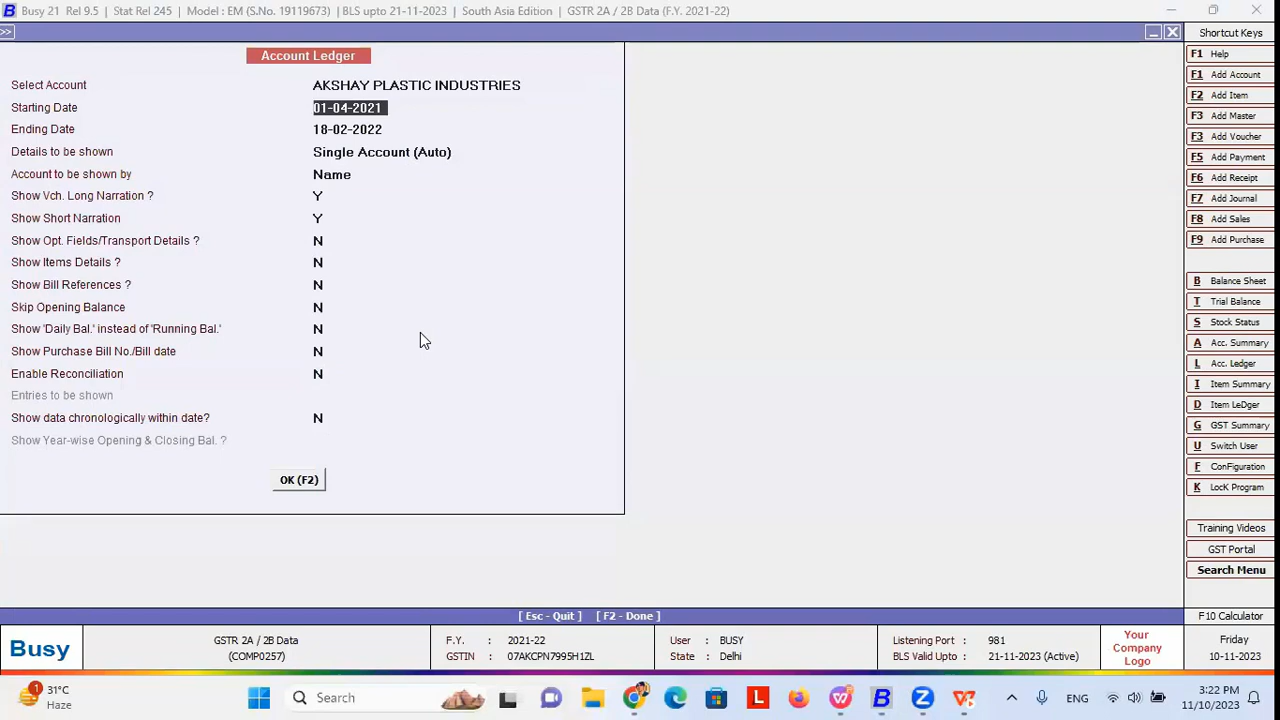 Busy 21 Rel 9.5 | Stat Rel 245 | Model : EM (S.No. 19119673) | BLS upto 21-11-2023 | South Asia Edition | GSTR 2A / 2B Data (F.Y. 2021-22)
>>
Account Ledger
Select Account AKSHAY PLASTIC INDUSTRIES
Starting Date 01-04-2021
Ending Date 18-02-2022
Details to be shown Single Account (Auto)
Account to be shown by Name
Show Vch. Long Narration ? Y
Show Short Narration Y
Show Opt. Fields/Transport Details ? N
Show Items Details ? N
Show Bill References ? N
Skip Opening Balance N
Show 'Daily Bal.' instead of 'Running Bal.' N
Show Purchase Bill No./Bill date N
Enable Reconciliation N
Entries to be shown
Show data chronologically within date? N
Show Year-wise Opening & Closing Bal. ?
OK (F2)
Shortcut Keys
F1 Help
F1 Add Account
F2 Add Item
F3 Add Master
F3 Add Voucher
F5 Add Payment
F6 Add Receipt
F7 Add Journal
F8 Add Sales
F9 Add Purchase
B Balance Sheet
T Trial Balance
S Stock Status
A Acc. Summary
L Acc. Ledger
I Item Summary
D Item LeDger
G GST Summary
U Switch User
F ConFiguration
K LocK Program
Training Videos
GST Portal
Search Menu
[ Esc - Quit ] [ F2 - Done ]
F10 Calculator
Busy
GSTR 2A / 2B Data
(COMP0257)
F.Y. : 2021-22
GSTIN : 07AKCPN7995H1ZL
User : BUSY
State : Delhi
Listening Port : 981
BLS Valid Upto : 21-11-2023 (Active)
Your
Company
Logo
Friday
10-11-2023
1
31°C
Haze
Search
L
B
Z
ENG
3:22 PM
11/10/2023